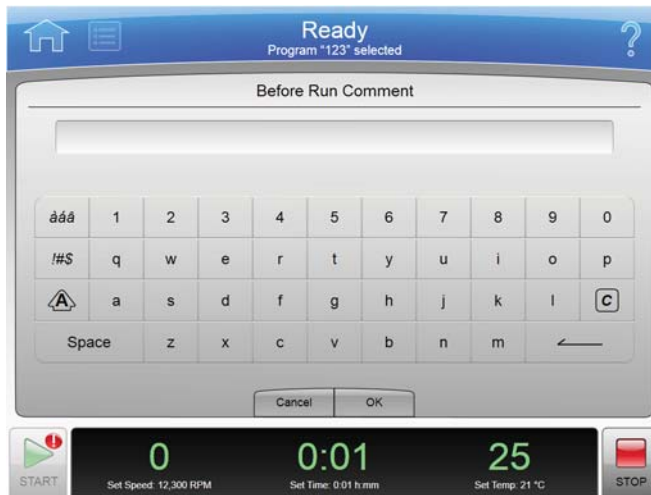 Ready
Program "123" selected
?
Before Run Comment
àáâ 1 2 3 4 5 6 7 8 9 0
!#$ q w e r t y u i o p
A a s d f g h j k l C
Space z x c v b n m
Cancel OK
!
START
0 0:01 25
Set Speed: 12,300 RPM Set Time: 0:01 h:mm Set Temp: 21 °C
STOP